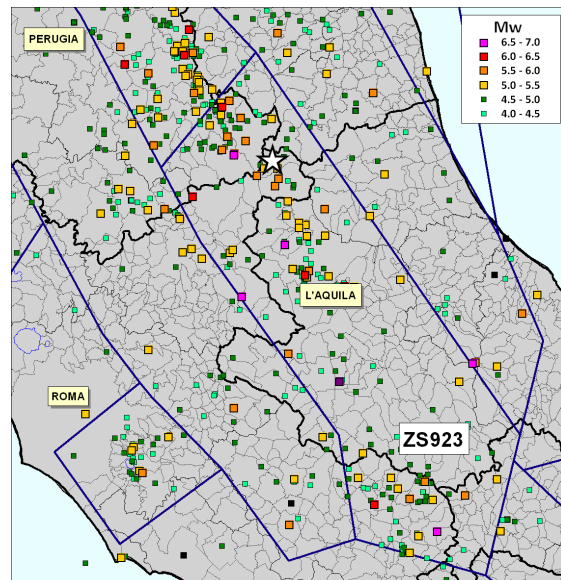 PERUGIA
Mw
6.5 - 7.0
6.0 - 6.5
5.5 - 6.0
5.0 - 5.5
4.5 - 5.0
4.0 - 4.5
L'AQUILA
ROMA
ZS923